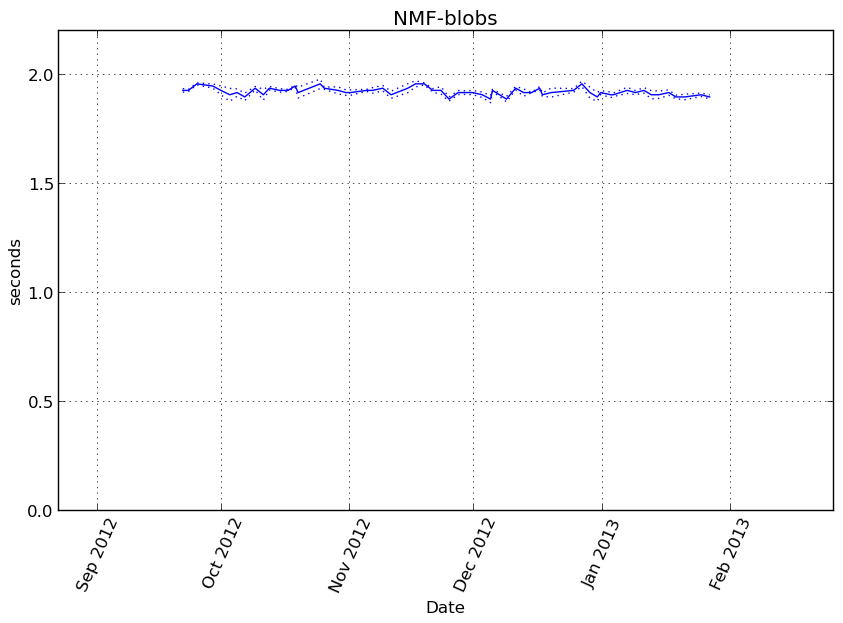 NMF-blobs
2.0
1.5
1.0
0.5
0.0
seconds
Sep 2012
Oct 2012
Nov 2012
Dec 2012
Jan 2013
Feb 2013
Date